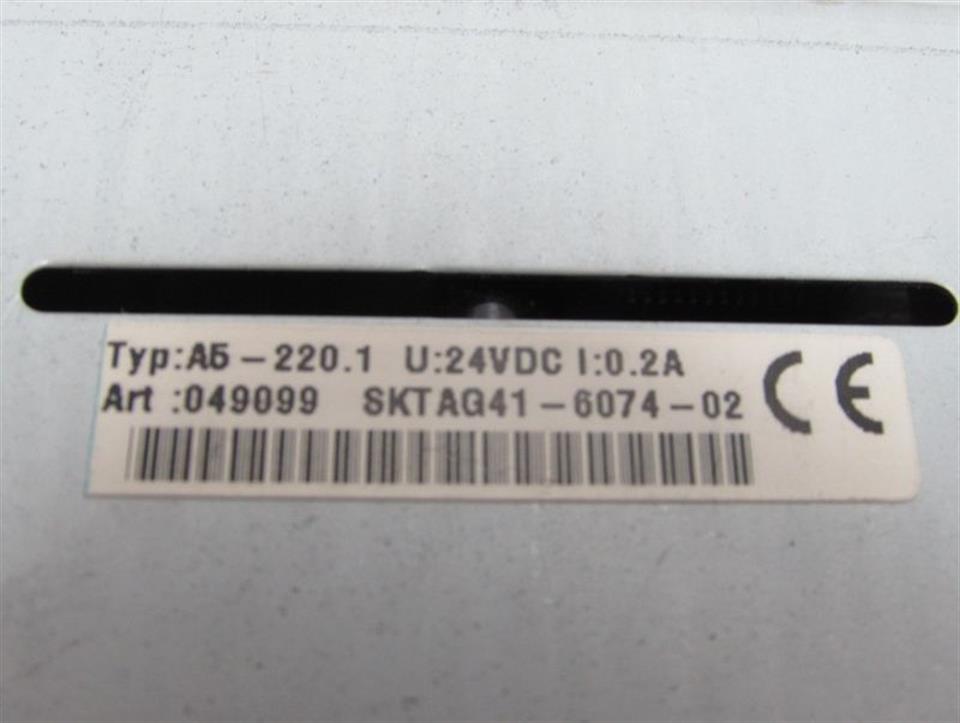 Typ:A5-220.1 U:24VDC I:0.2A
Art :049099 SKTAG41-6074-02
CE